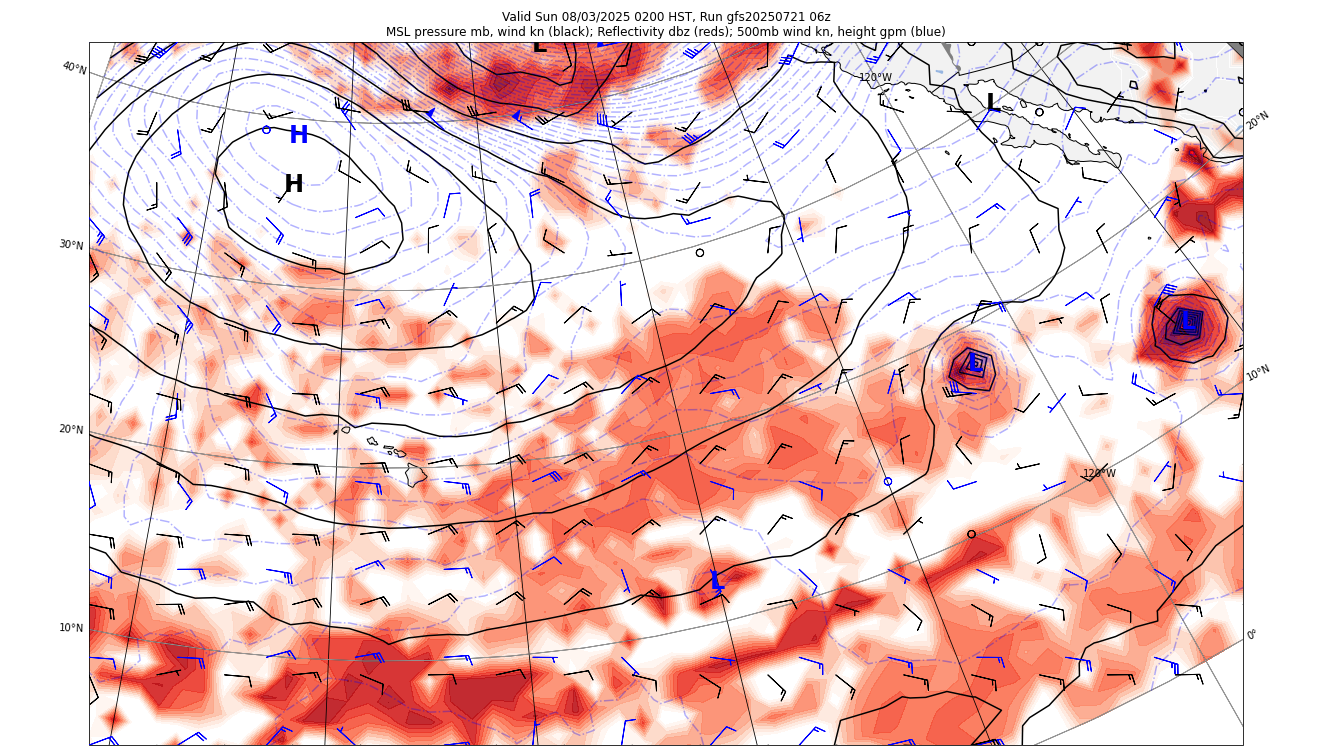 Valid Sun 08/03/2025 0200 HST, Run gfs20250721 06z
MSL pressure mb, wind kn (black); Reflectivity dbz (reds); 500mb wind kn, height gpm (blue)
L
40°N
120°W
L
20°N
H
H
30°N
L
L
10°N
20°N
120°W
L
10°N
0°